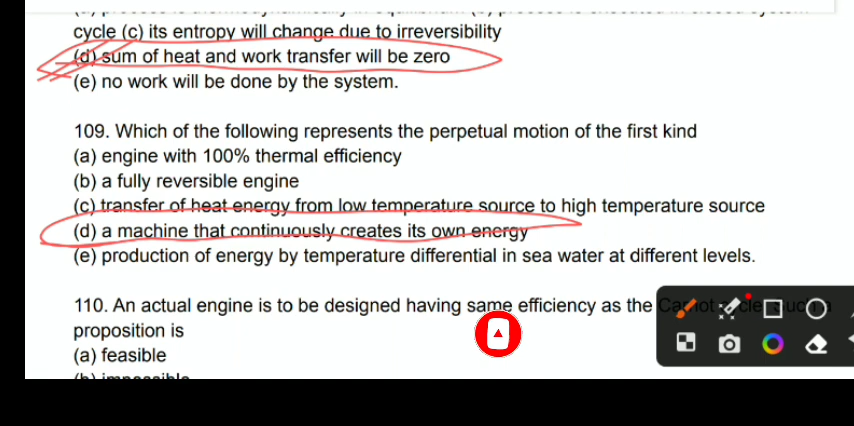 cycle (c) its entropy will change due to irreversibility
(d) sum of heat and work transfer will be zero
(e) no work will be done by the system.
109. Which of the following represents the perpetual motion of the first kind
(a) engine with 100% thermal efficiency
(b) a fully reversible engine
(c) transfer of heat energy from low temperature source to high temperature source
(d) a machine that continuously creates its own energy
(e) production of energy by temperature differential in sea water at different levels.
110. An actual engine is to be designed having same efficiency as the Carnot cycle. Such a
proposition is
(a) feasible